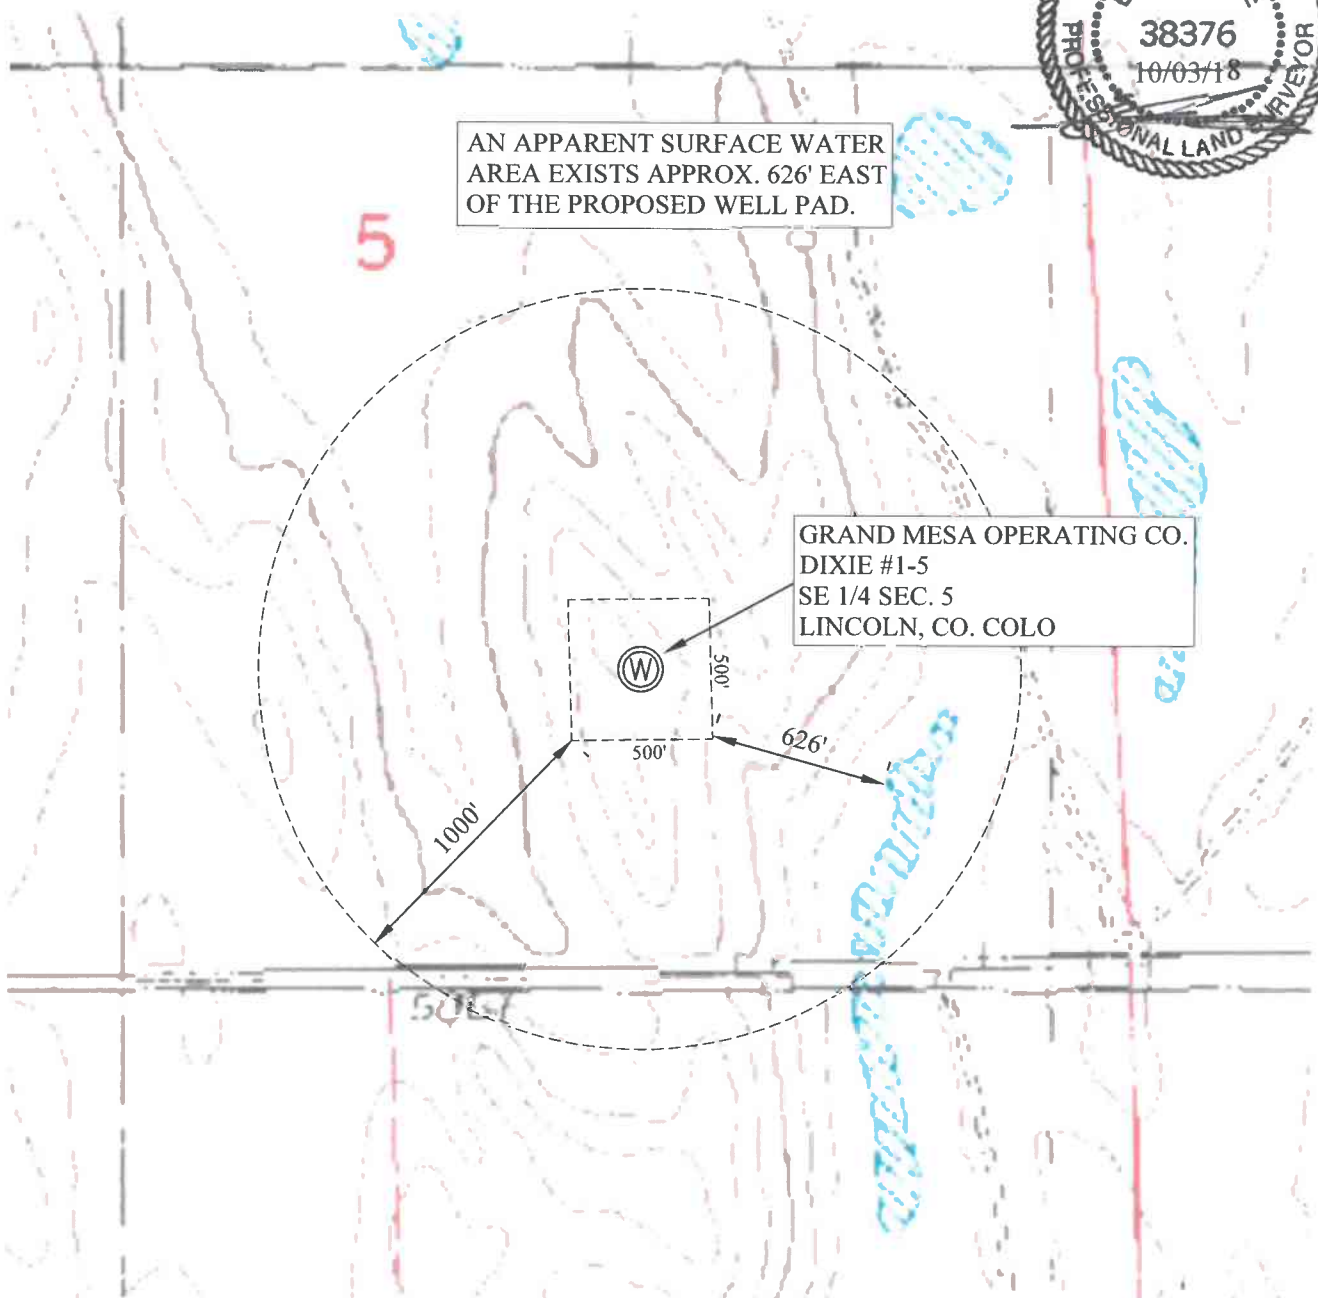 38376
10/03/18
PROFESSIONAL LAND SURVEYOR
AN APPARENT SURFACE WATER
AREA EXISTS APPROX. 626' EAST
OF THE PROPOSED WELL PAD.
5
GRAND MESA OPERATING CO.
DIXIE #1-5
SE 1/4 SEC. 5
LINCOLN, CO. COLO
W
500'
500'
626'
1000'